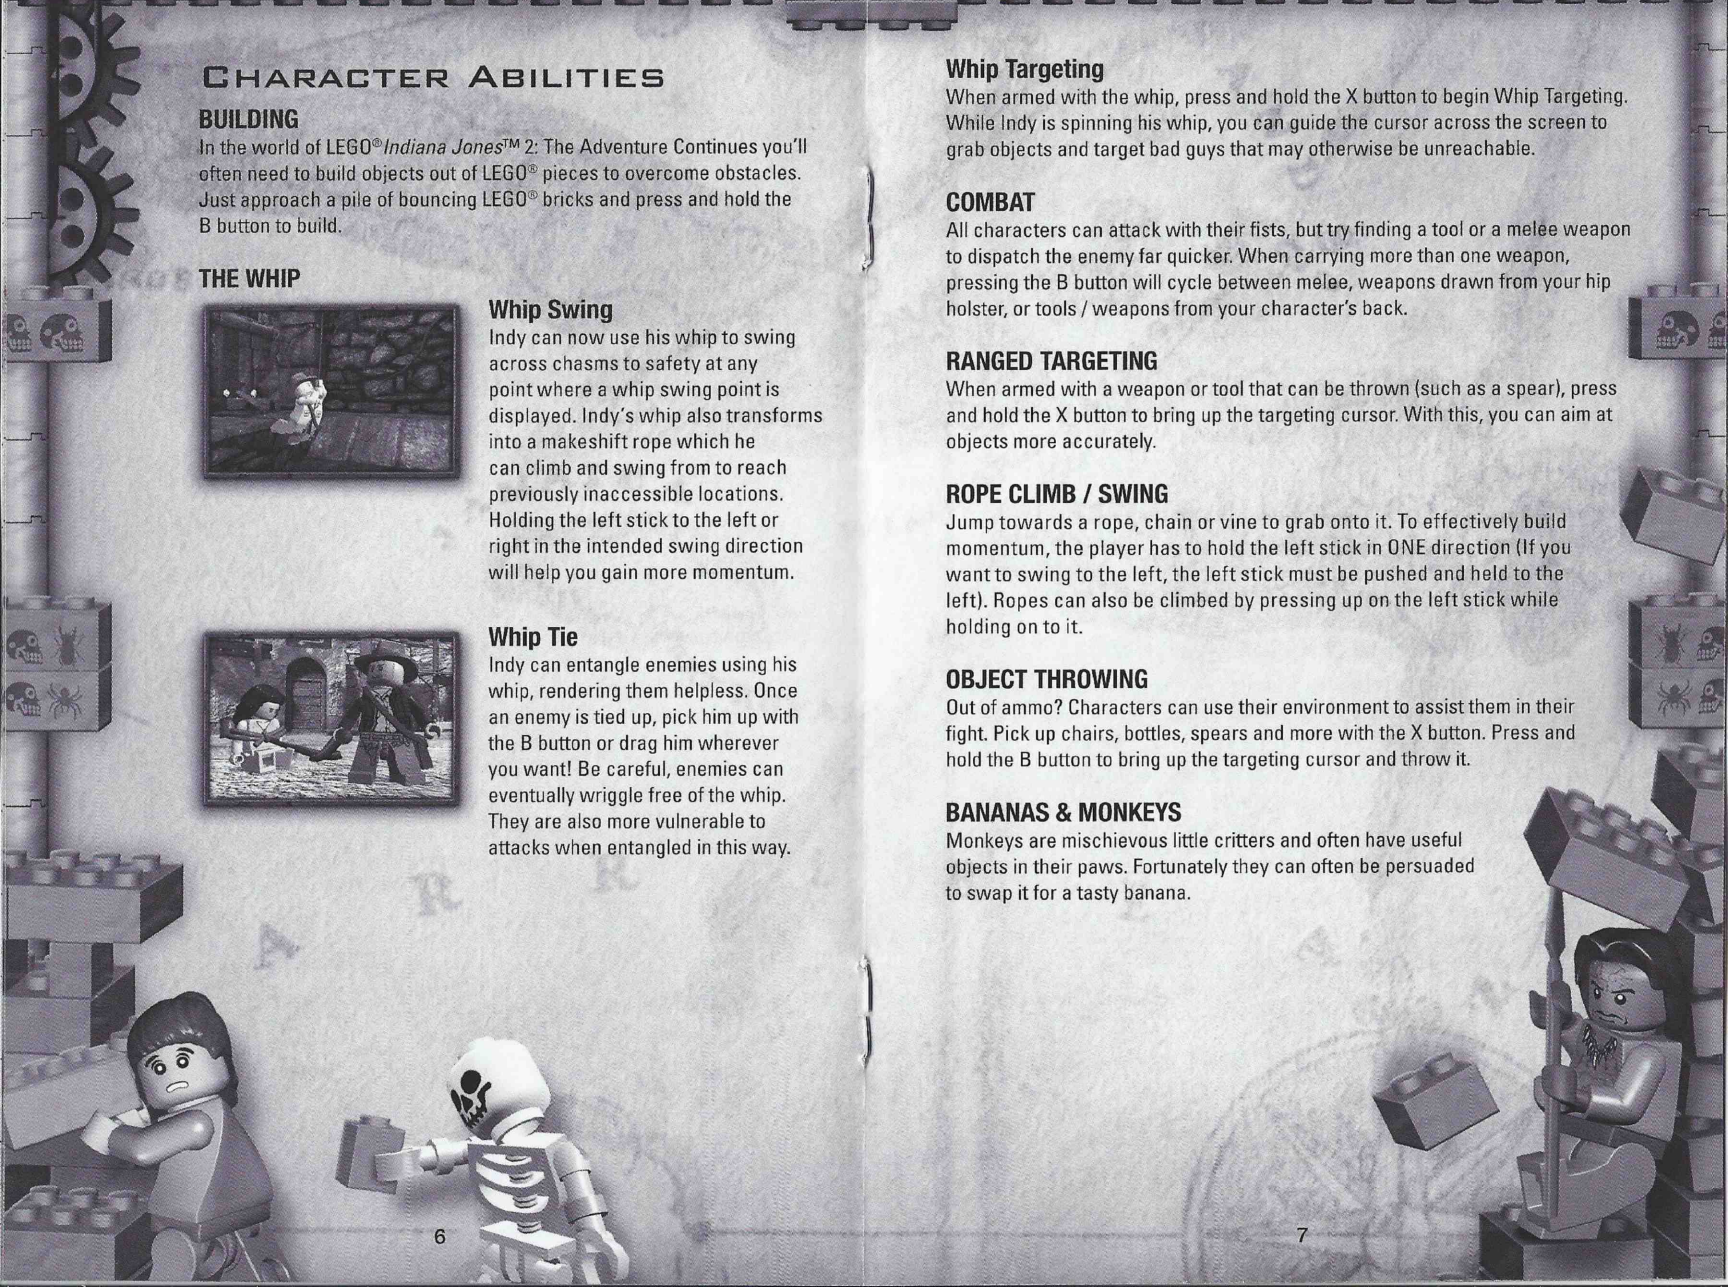 CHARACTER ABILITIES
BUILDING
In the world of LEGO® Indiana Jones™ 2: The Adventure Continues you'll
often need to build objects out of LEGO® pieces to overcome obstacles.
Just approach a pile of bouncing LEGO® bricks and press and hold the
B button to build.
THE WHIP
Whip Swing
Indy can now use his whip to swing
across chasms to safety at any
point where a whip swing point is
displayed. Indy's whip also transforms
into a makeshift rope which he
can climb and swing from to reach
previously inaccessible locations.
Holding the left stick to the left or
right in the intended swing direction
will help you gain more momentum.
Whip Tie
Indy can entangle enemies using his
whip, rendering them helpless. Once
an enemy is tied up, pick him up with
the B button or drag him wherever
you want! Be careful, enemies can
eventually wriggle free of the whip.
They are also more vulnerable to
attacks when entangled in this way.
A R R
6
Whip Targeting
When armed with the whip, press and hold the X button to begin Whip Targeting.
While Indy is spinning his whip, you can guide the cursor across the screen to
grab objects and target bad guys that may otherwise be unreachable.
COMBAT
All characters can attack with their fists, but try finding a tool or a melee weapon
to dispatch the enemy far quicker. When carrying more than one weapon,
pressing the B button will cycle between melee, weapons drawn from your hip
holster, or tools / weapons from your character's back.
RANGED TARGETING
When armed with a weapon or tool that can be thrown (such as a spear), press
and hold the X button to bring up the targeting cursor. With this, you can aim at
objects more accurately.
ROPE CLIMB / SWING
Jump towards a rope, chain or vine to grab onto it. To effectively build
momentum, the player has to hold the left stick in ONE direction (If you
want to swing to the left, the left stick must be pushed and held to the
left). Ropes can also be climbed by pressing up on the left stick while
holding on to it.
OBJECT THROWING
Out of ammo? Characters can use their environment to assist them in their
fight. Pick up chairs, bottles, spears and more with the X button. Press and
hold the B button to bring up the targeting cursor and throw it.
BANANAS & MONKEYS
Monkeys are mischievous little critters and often have useful
objects in their paws. Fortunately they can often be persuaded
to swap it for a tasty banana.
7